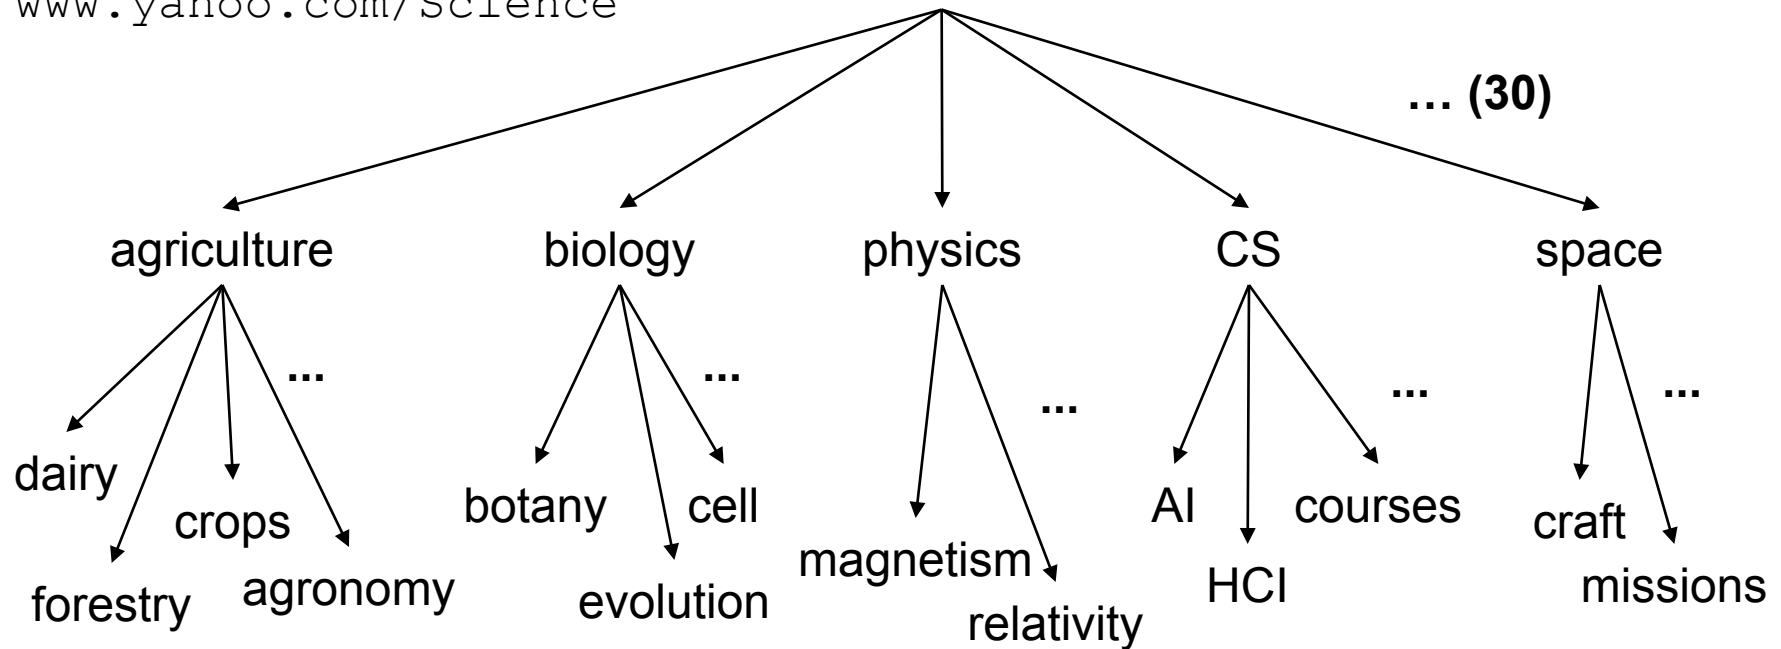 www.yahoo.com/Science
… (30)
agriculture biology physics CS space
... ... ... ... ...
dairy
botany cell AI courses
crops craft
magnetism
agronomy HCI missions
forestry evolution
relativity